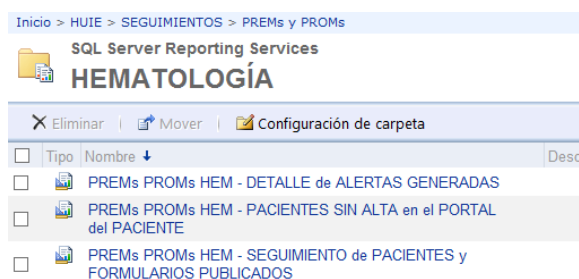 Inicio > HUIE > SEGUIMIENTOS > PREMs y PROMs
SQL Server Reporting Services
HEMATOLOGÍA
Eliminar | Mover | Configuración de carpeta
Tipo Nombre Desc
PREMs PROMs HEM - DETALLE de ALERTAS GENERADAS
PREMs PROMs HEM - PACIENTES SIN ALTA en el PORTAL
del PACIENTE
PREMs PROMs HEM - SEGUIMIENTO de PACIENTES y
FORMULARIOS PUBLICADOS